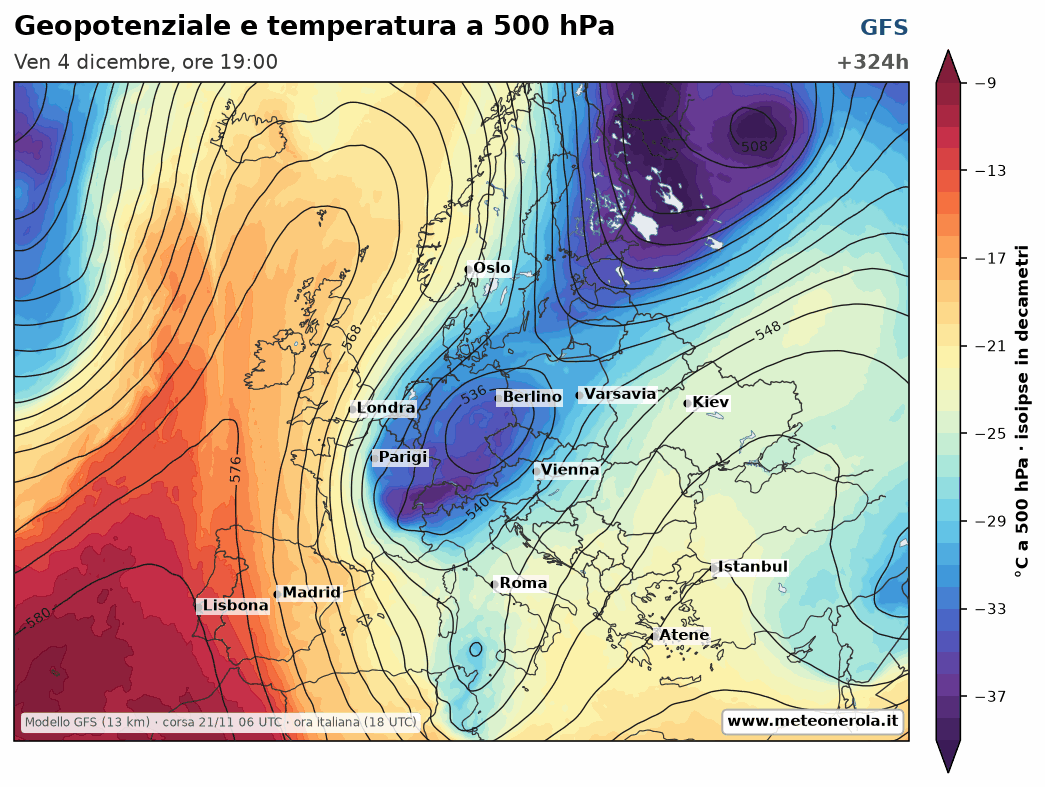 Geopotenziale e temperatura a 500 hPa
GFS
Ven 4 dicembre, ore 19:00
+324h
508
Oslo
548
568
536
Berlino
Varsavia
Kiev
Londra
Parigi
Vienna
576
540
Istanbul
Roma
Madrid
Lisbona
580
Atene
Modello GFS (13 km) · corsa 21/11 06 UTC · ora italiana (18 UTC)
www.meteonerola.it
−9
−13
−17
−21
−25
−29
−33
−37
°C a 500 hPa · isoipse in decametri